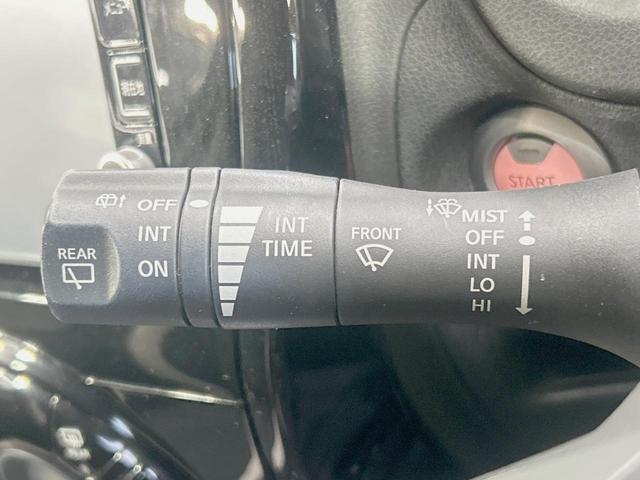 OFF
INT
ON
REAR
INT
TIME
FRONT
MIST
OFF
INT
LO
HI
START